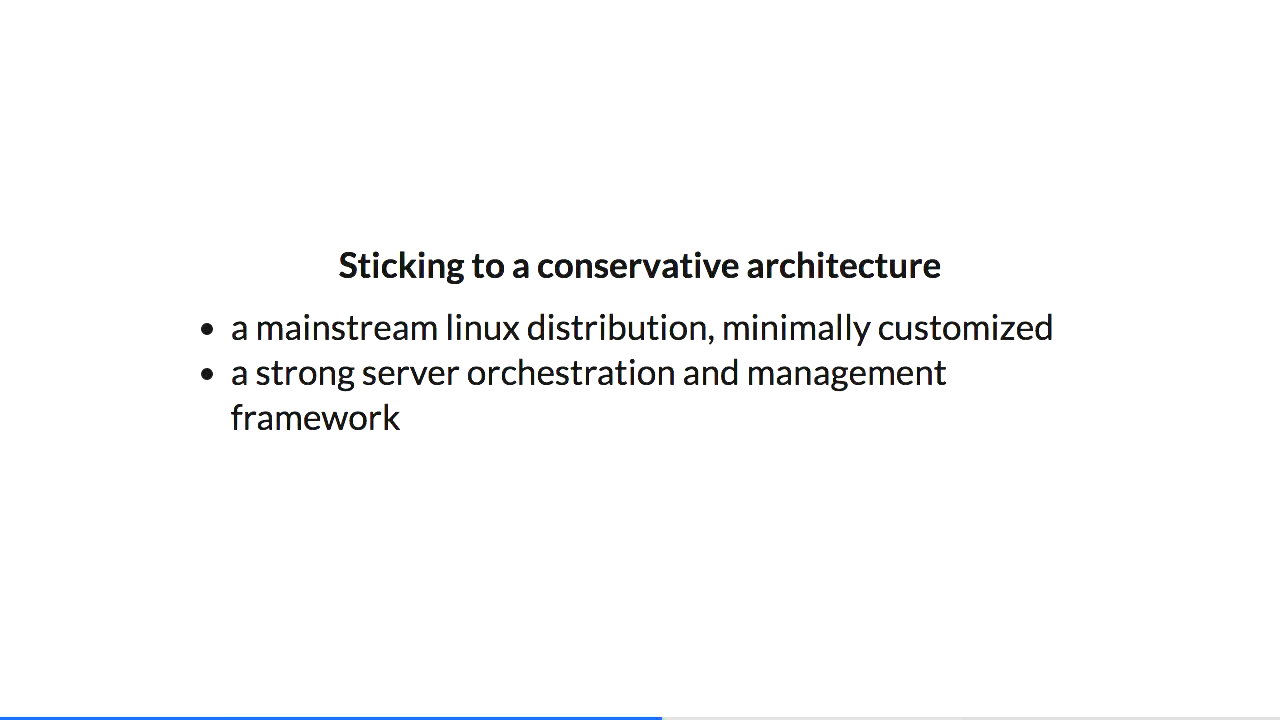 Sticking to a conservative architecture
• a mainstream linux distribution, minimally customized
• a strong server orchestration and management
framework